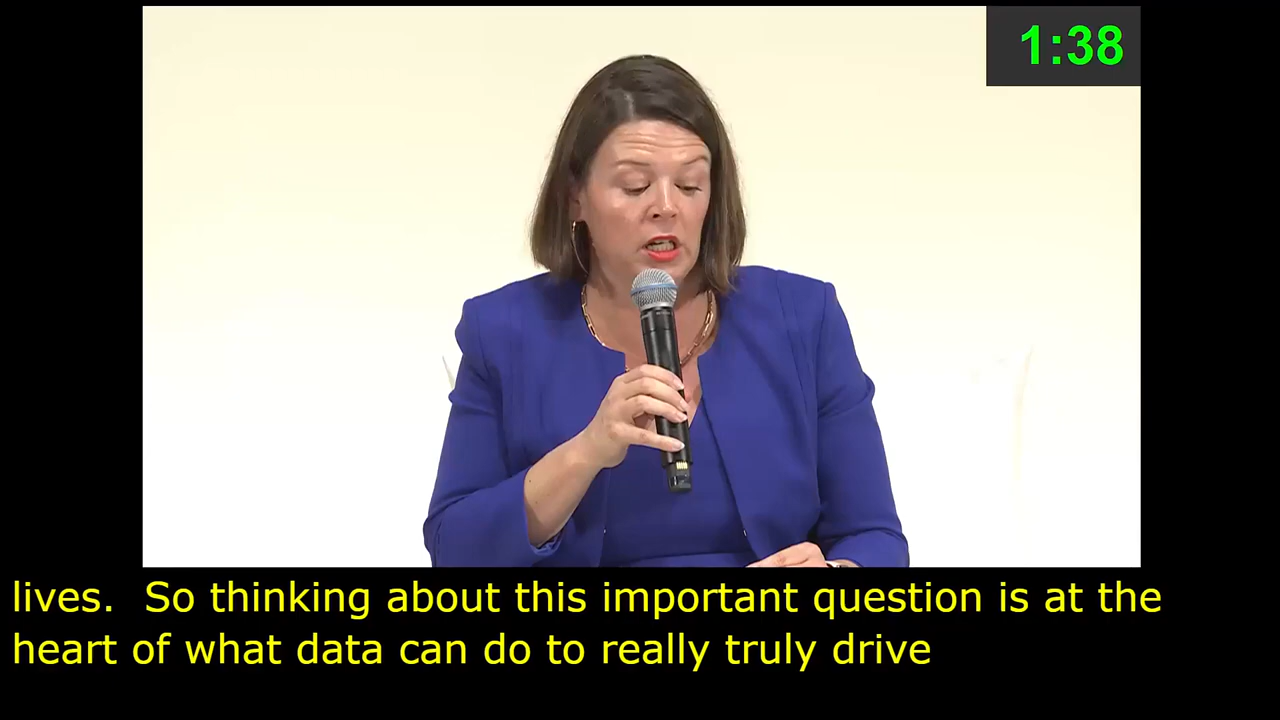 1:38
lives.  So thinking about this important question is at the
heart of what data can do to really truly drive